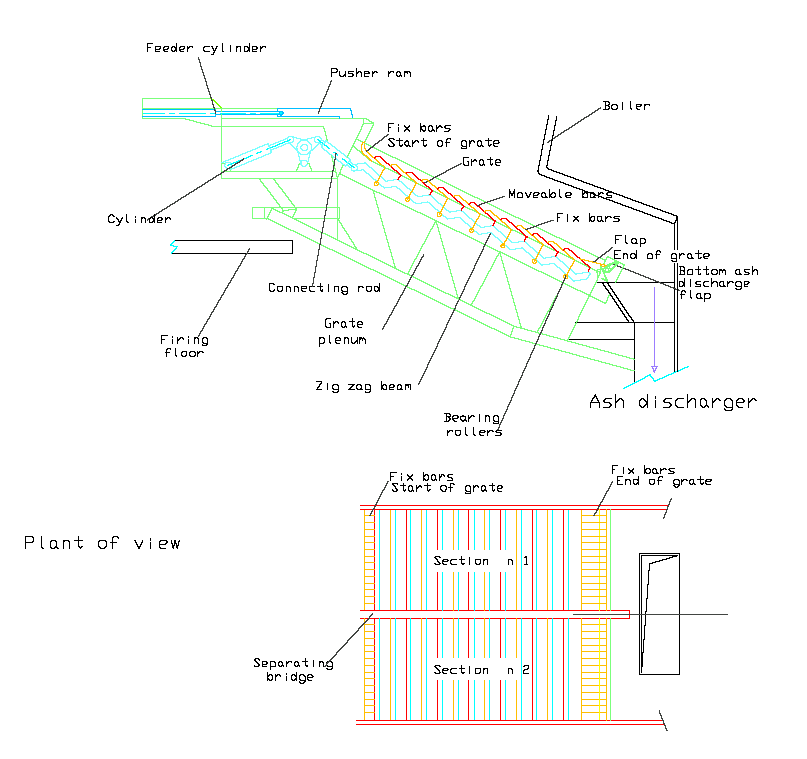 Feeder cylinder
Pusher ram
Boiler
Fix bars
Start of grate
Grate
Moveable bars
Fix bars
Cylinder
Flap
End of grate
Bottom ash
discharge
flap
Connecting rod
Grate
plenum
Firing
floor
Zig zag beam
Ash discharger
Bearing
rollers
Fix bars
Start of grate
Fix bars
End of grate
Plant of view
Section n 1
Separating
bridge
Section n 2